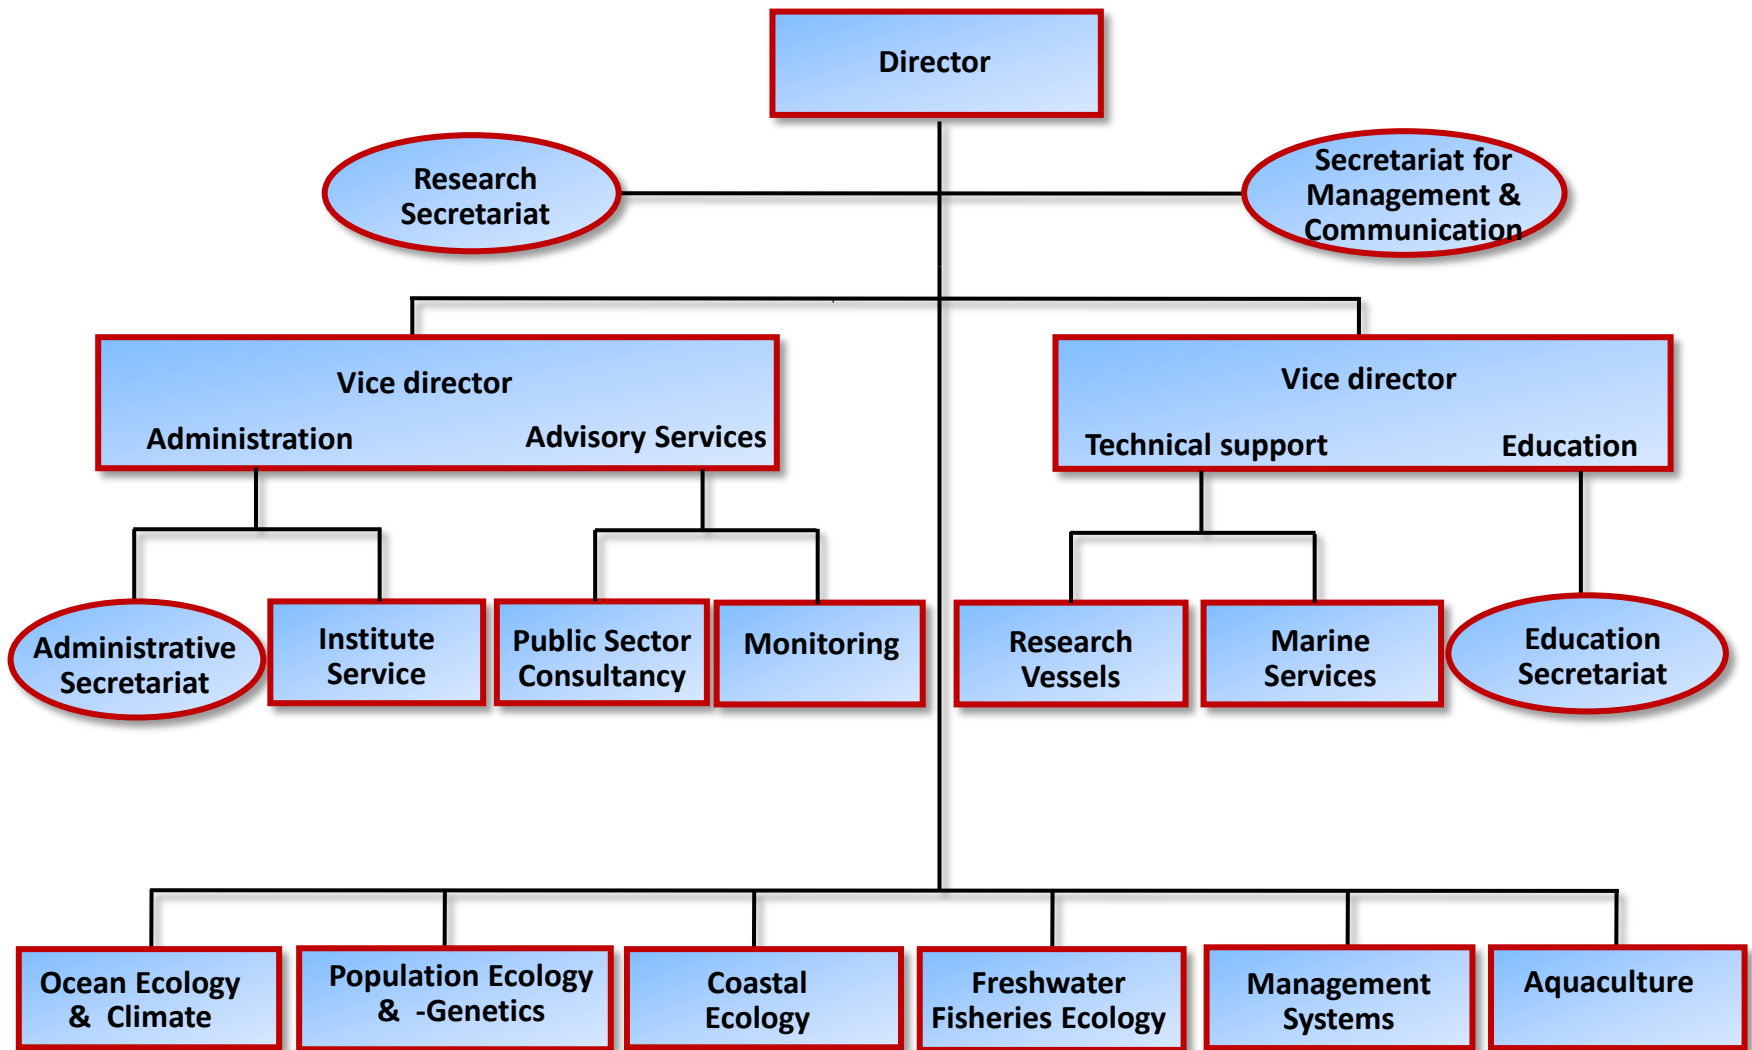 Director
Research
Secretariat
Secretariat for
Management &
Communication
Vice director
Administration
Advisory Services
Vice director
Technical support
Education
Administrative
Secretariat
Institute
Service
Public Sector
Consultancy
Monitoring
Research
Vessels
Marine
Services
Education
Secretariat
Ocean Ecology
& Climate
Population Ecology
& -Genetics
Coastal
Ecology
Freshwater
Fisheries Ecology
Management
Systems
Aquaculture